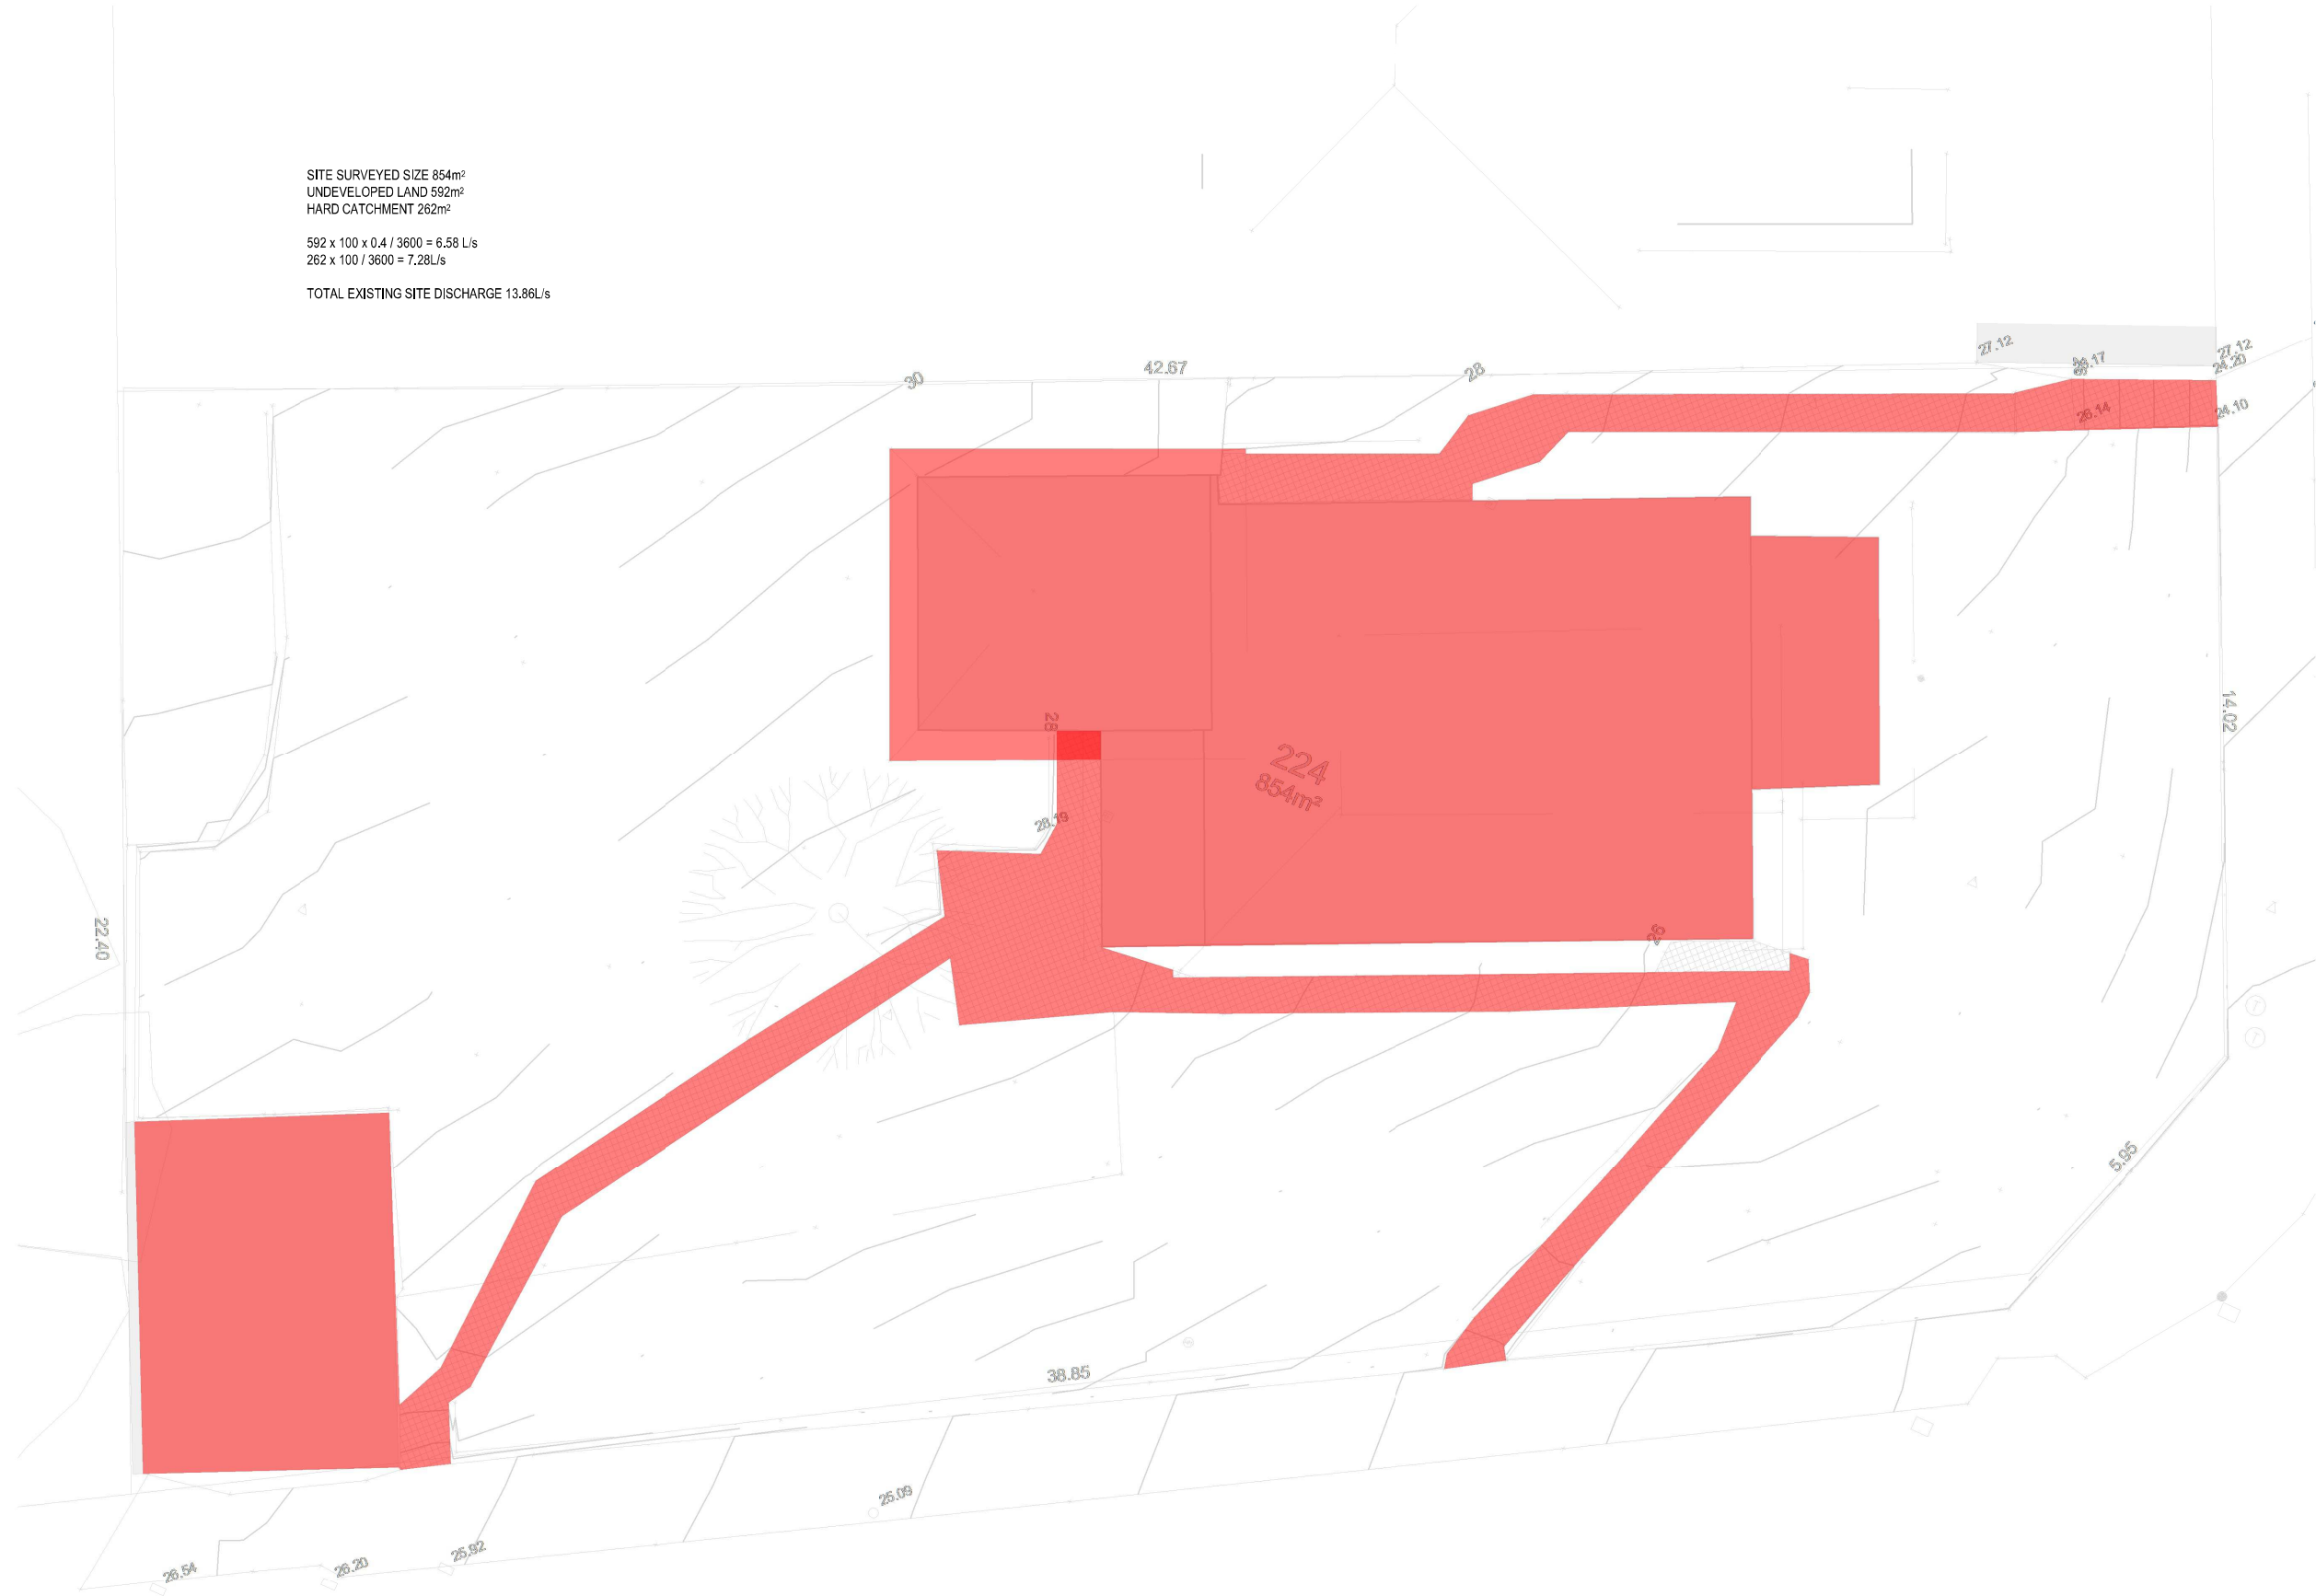 SITE SURVEYED SIZE 854m²
UNDEVELOPED LAND 592m²
HARD CATCHMENT 262m²
592 x 100 x 0.4 / 3600 = 6.58 L/s
262 x 100 / 3600 = 7.28L/s
TOTAL EXISTING SITE DISCHARGE 13.86L/s
27.12
27.12
24.20
42.67
30
28
26.14
24.10
28
14.02
224
854m²
28.19
22.40
26
5.95
38.85
25.09
25.92
26.20
26.54